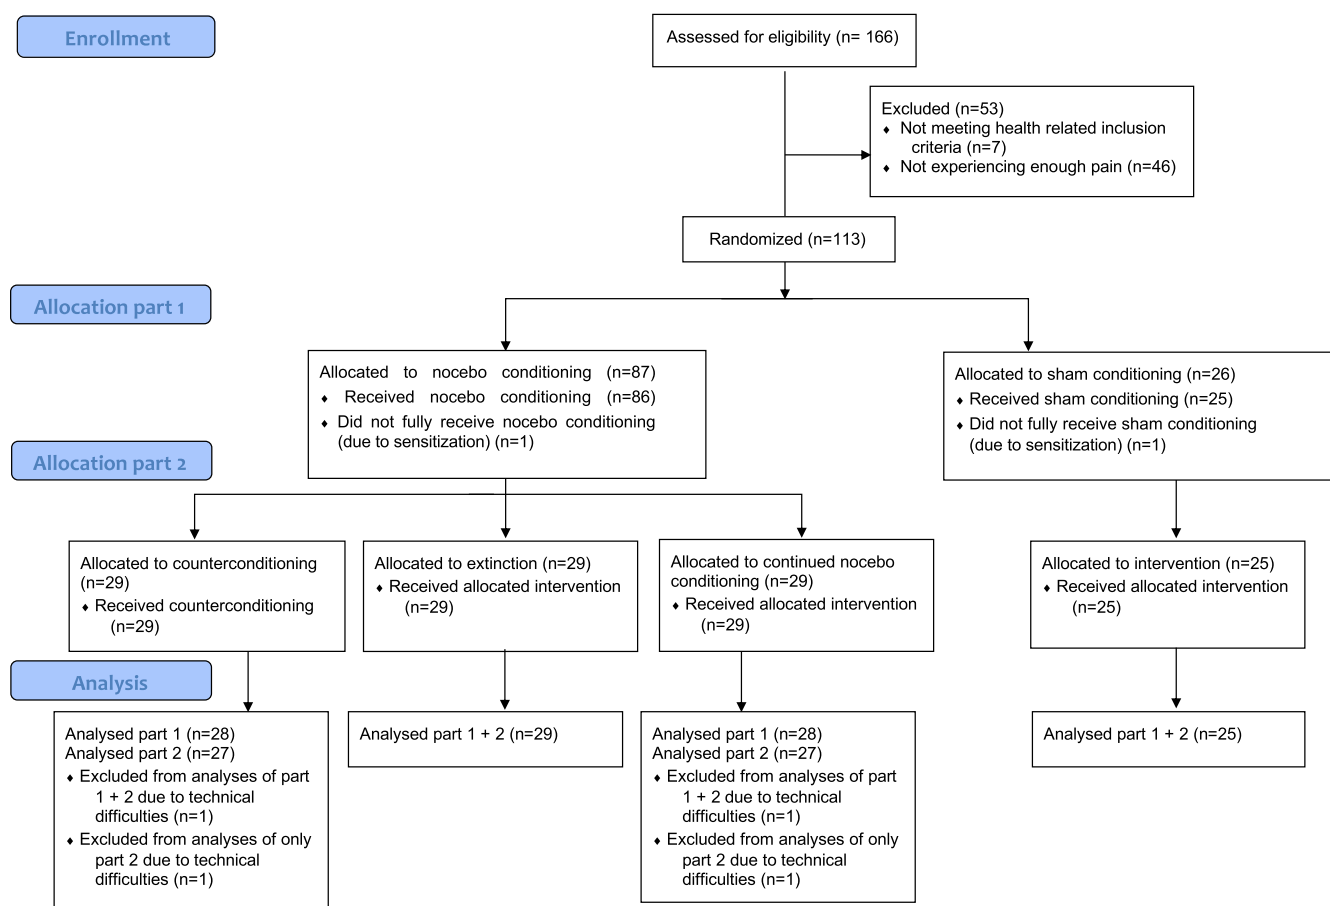 Enrollment
Assessed for eligibility (n= 166)
Excluded (n=53)
♦ Not meeting health related inclusion
criteria (n=7)
♦ Not experiencing enough pain (n=46)
Randomized (n=113)
Allocation part 1
Allocated to nocebo conditioning (n=87)
♦ Received nocebo conditioning (n=86)
♦ Did not fully receive nocebo conditioning
(due to sensitization) (n=1)
Allocated to sham conditioning (n=26)
♦ Received sham conditioning (n=25)
♦ Did not fully receive sham conditioning
(due to sensitization) (n=1)
Allocation part 2
Allocated to counterconditioning
(n=29)
♦ Received counterconditioning
(n=29)
Allocated to extinction (n=29)
♦ Received allocated intervention
(n=29)
Allocated to continued nocebo
conditioning (n=29)
♦ Received allocated intervention
(n=29)
Allocated to intervention (n=25)
♦ Received allocated intervention
(n=25)
Analysis
Analysed part 1 (n=28)
Analysed part 2 (n=27)
♦ Excluded from analyses of part
1 + 2 due to technical
difficulties (n=1)
♦ Excluded from analyses of only
part 2 due to technical
difficulties (n=1)
Analysed part 1 + 2 (n=29)
Analysed part 1 (n=28)
Analysed part 2 (n=27)
♦ Excluded from analyses of part
1 + 2 due to technical
difficulties (n=1)
♦ Excluded from analyses of only
part 2 due to technical
difficulties (n=1)
Analysed part 1 + 2 (n=25)